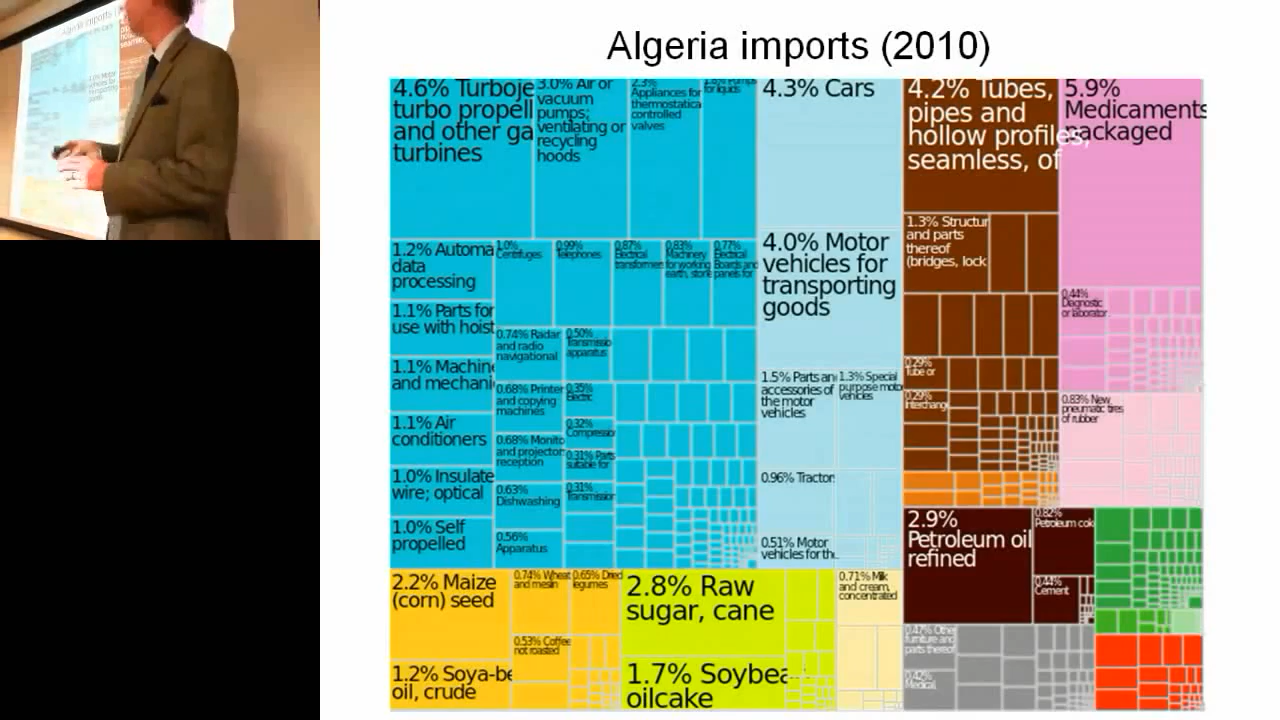 Algeria imports (2010)
4.6% Turboje
turbo propell
and other ga
turbines
3.0% Air or
vacuum
pumps;
ventilating or
recycling
hoods
2.3%
Appliances for
thermostatica
controlled
valves
for liquids
4.3% Cars
4.2% Tubes,
pipes and
hollow profiles,
seamless, of
5.9%
Medicaments
packaged
1.2% Automa
data
processing
1.0%
Centrifuges
0.99%
Telephones
0.87%
Electrical
transformers
0.83%
Machinery
for working
earth, stone
0.77%
Electrical
Boards and
panels for
4.0% Motor
vehicles for
transporting
goods
1.3% Structur
and parts
thereof
(bridges, lock
1.1% Parts for
use with hoist
0.44%
Diagnostic
or laborator
0.74% Radar
and radio
navigational
0.50%
Transmissio
apparatus
1.1% Machine
and mechani
1.5% Parts an
accessories of
the motor
vehicles
1.3% Special
purpose moto
vehicles
0.29%
Tube or
0.68% Printer
and copying
machines
0.35%
Electric
0.29%
Interchang
0.83% New
pneumatic tires
of rubber
1.1% Air
conditioners
0.32%
Compression
0.68% Monito
and projector
reception
0.31% Parts
suitable for
1.0% Insulate
wire; optical
0.63%
Dishwashing
0.31%
Transmission
0.96% Tractor
1.0% Self
propelled
0.56%
Apparatus
0.51% Motor
vehicles for th
2.9%
Petroleum oil
refined
0.82%
Petroleum cok
0.44%
Cement
2.2% Maize
(corn) seed
0.74% Wheat
and meslin
0.65% Dried
legumes
2.8% Raw
sugar, cane
0.71% Milk
and cream,
concentrated
0.53% Coffee
not roasted
1.2% Soya-be
oil, crude
1.7% Soybea
oilcake
0.47% Other
furniture and
parts thereof
0.42%
Medical,